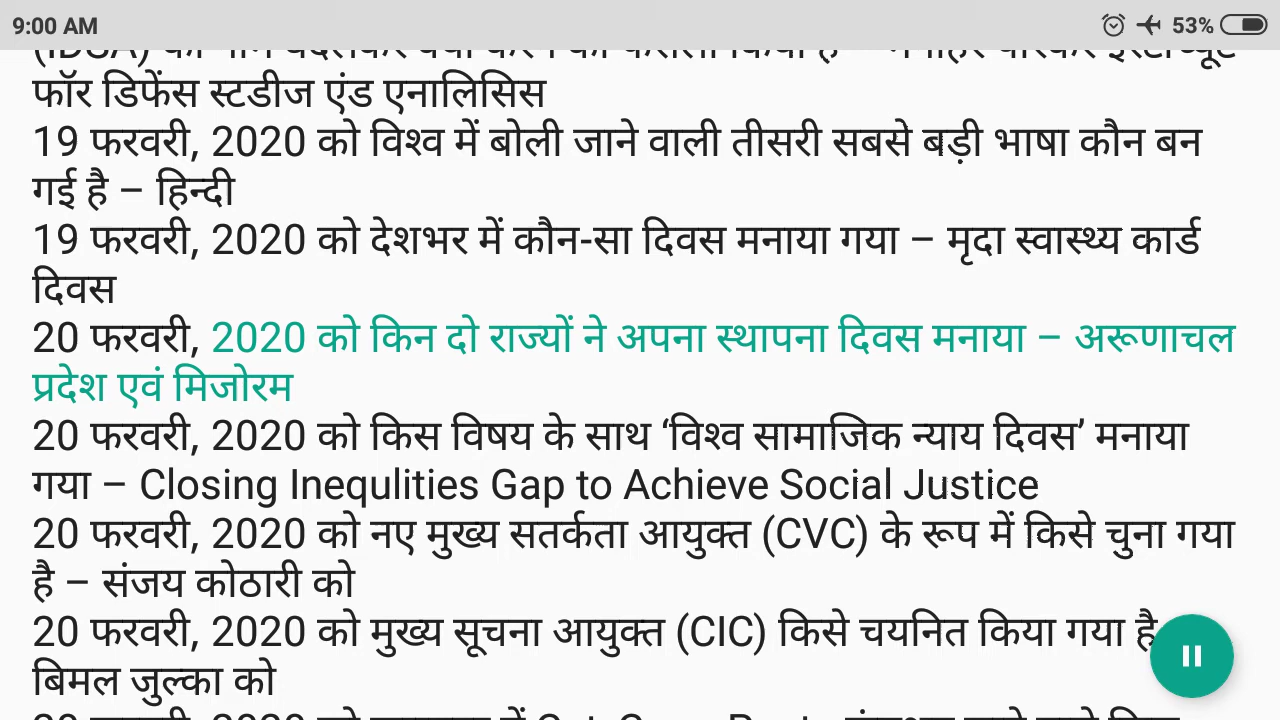 9:00 AM 53%
फॉर डिफेंस स्टडीज एंड एनालिसिस
19 फरवरी, 2020 को विश्व में बोली जाने वाली तीसरी सबसे बड़ी भाषा कौन बन
गई है – हिन्दी
19 फरवरी, 2020 को देशभर में कौन-सा दिवस मनाया गया – मृदा स्वास्थ्य कार्ड
दिवस
20 फरवरी, 2020 को किन दो राज्यों ने अपना स्थापना दिवस मनाया – अरूणाचल
प्रदेश एवं मिजोरम
20 फरवरी, 2020 को किस विषय के साथ ‘विश्व सामाजिक न्याय दिवस’ मनाया
गया – Closing Inequlities Gap to Achieve Social Justice
20 फरवरी, 2020 को नए मुख्य सतर्कता आयुक्त (CVC) के रूप में किसे चुना गया
है – संजय कोठारी को
20 फरवरी, 2020 को मुख्य सूचना आयुक्त (CIC) किसे चयनित किया गया है
बिमल जुल्का को